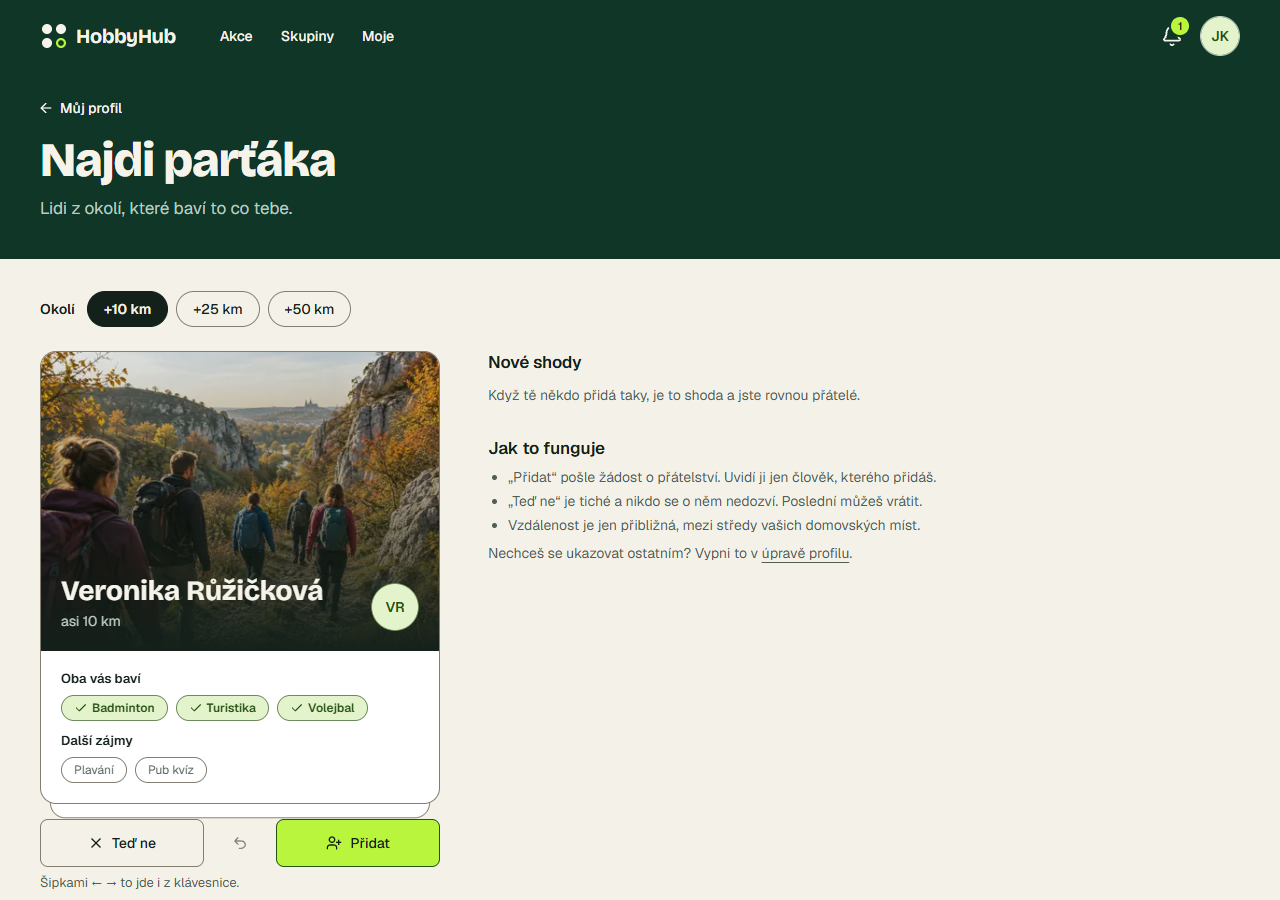 HobbyHub
Akce
Skupiny
Moje
1
JK
← Můj profil
Najdi parťáka
Lidi z okolí, které baví to co tebe.
Okolí
+10 km
+25 km
+50 km
Veronika Růžičková
asi 10 km
VR
Oba vás baví
Badminton
Turistika
Volejbal
Další zájmy
Plavání
Pub kvíz
Teď ne
Přidat
Šipkami ← → to jde i z klávesnice.
Nové shody
Když tě někdo přidá taky, je to shoda a jste rovnou přátelé.
Jak to funguje
• „Přidat“ pošle žádost o přátelství. Uvidí ji jen člověk, kterého přidáš.
• „Teď ne“ je tiché a nikdo se o něm nedozví. Poslední můžeš vrátit.
• Vzdálenost je jen přibližná, mezi středy vašich domovských míst.
Nechceš se ukazovat ostatním? Vypni to v úpravě profilu.